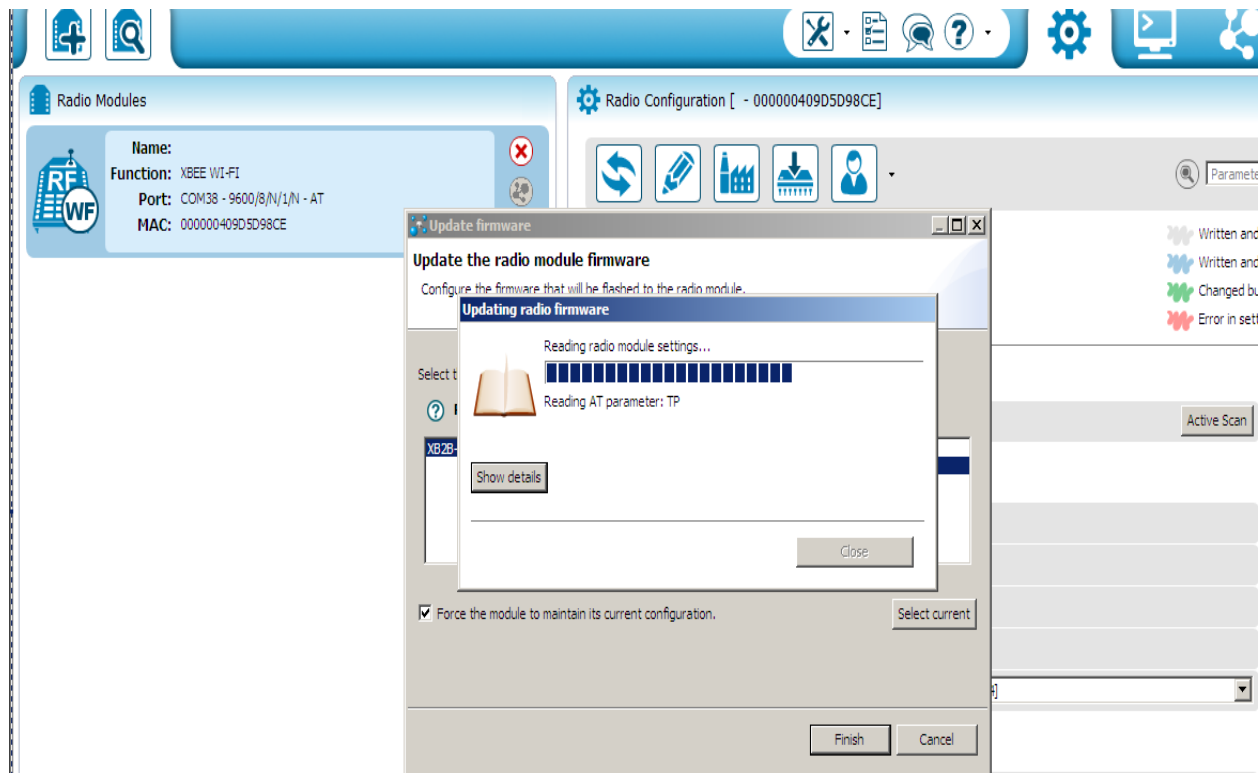 Radio Modules
Name:
Function: XBEE WI-FI
Port: COM38 - 9600/8/N/1/N - AT
MAC: 000000409D5D98CE
RF
WF
Radio Configuration [ - 000000409D5D98CE]
Written and
Written and
Changed
Error in
Active Scan
Update firmware
Update the radio module firmware
Configure the firmware that will be flashed to the radio module.
Select
XB2B-
Updating radio firmware
Reading radio module settings...
Reading AT parameter: TP
Show details
Close
Force the module to maintain its current configuration.
Select current
Finish
Cancel